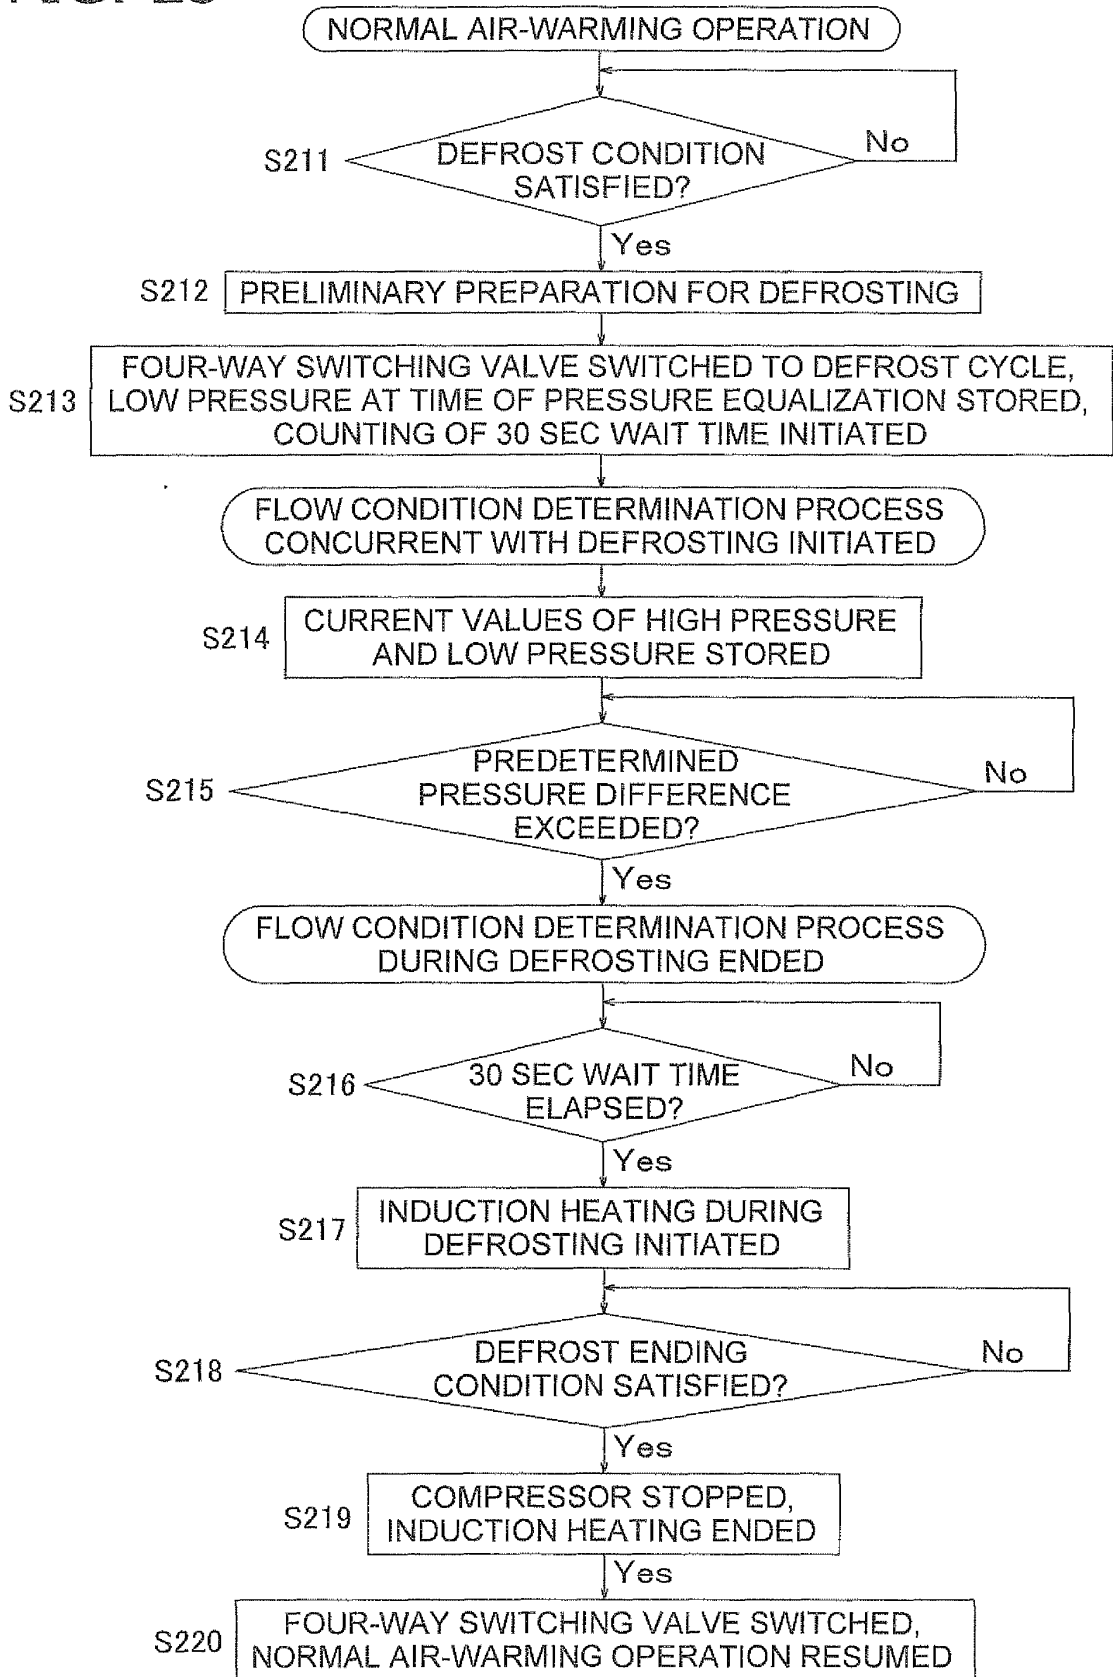 NORMAL AIR-WARMING OPERATION
No
S211
DEFROST CONDITION
SATISFIED?
Yes
S212
PRELIMINARY PREPARATION FOR DEFROSTING
S213
FOUR-WAY SWITCHING VALVE SWITCHED TO DEFROST CYCLE,
LOW PRESSURE AT TIME OF PRESSURE EQUALIZATION STORED,
COUNTING OF 30 SEC WAIT TIME INITIATED
FLOW CONDITION DETERMINATION PROCESS
CONCURRENT WITH DEFROSTING INITIATED
S214
CURRENT VALUES OF HIGH PRESSURE
AND LOW PRESSURE STORED
S215
PREDETERMINED
PRESSURE DIFFERENCE
EXCEEDED?
No
Yes
FLOW CONDITION DETERMINATION PROCESS
DURING DEFROSTING ENDED
S216
30 SEC WAIT TIME
ELAPSED?
No
Yes
S217
INDUCTION HEATING DURING
DEFROSTING INITIATED
S218
DEFROST ENDING
CONDITION SATISFIED?
No
Yes
S219
COMPRESSOR STOPPED,
INDUCTION HEATING ENDED
Yes
S220
FOUR-WAY SWITCHING VALVE SWITCHED,
NORMAL AIR-WARMING OPERATION RESUMED